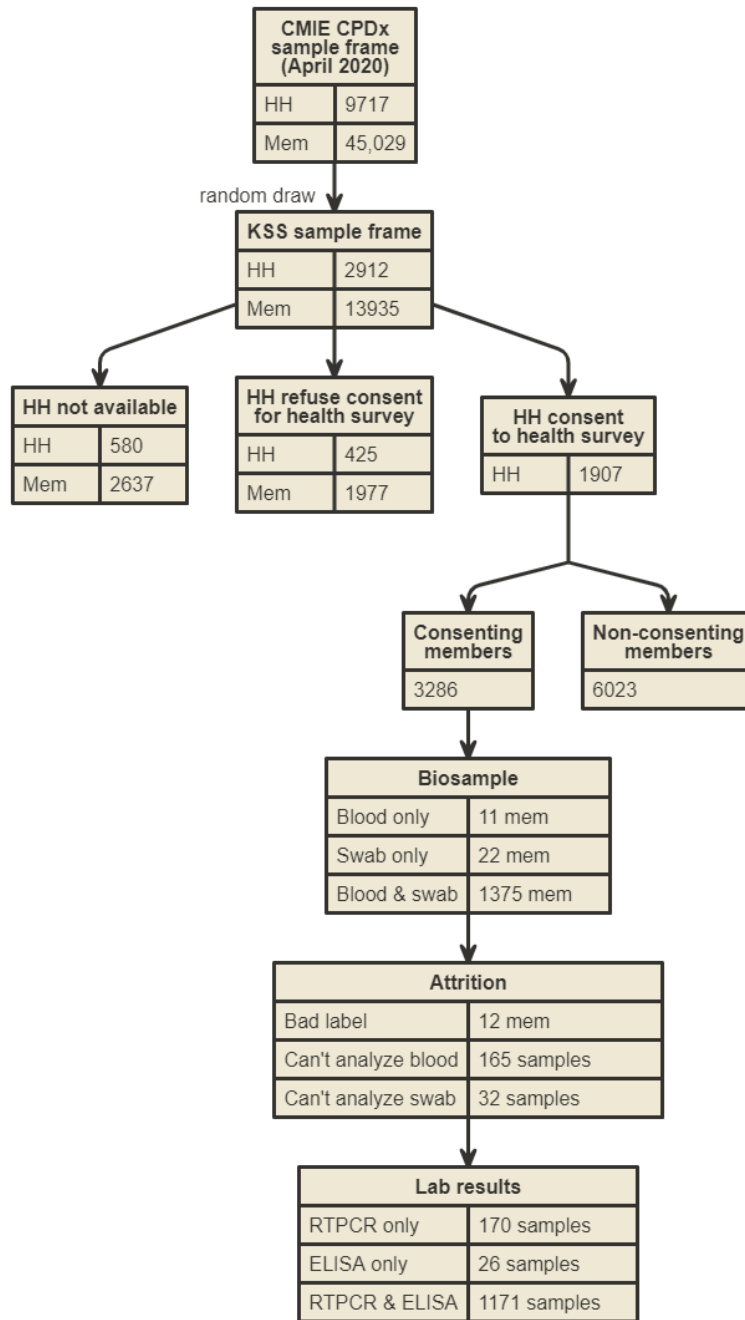 CMIE CPDx
sample frame
(April 2020)
HH 9717
Mem 45,029
random draw
KSS sample frame
HH 2912
Mem 13935
HH not available
HH 580
Mem 2637
HH refuse consent
for health survey
HH 425
Mem 1977
HH consent
to health survey
HH 1907
Consenting
members
3286
Non-consenting
members
6023
Biosample
Blood only 11 mem
Swab only 22 mem
Blood & swab 1375 mem
Attrition
Bad label 12 mem
Can't analyze blood 165 samples
Can't analyze swab 32 samples
Lab results
RTPCR only 170 samples
ELISA only 26 samples
RTPCR & ELISA 1171 samples